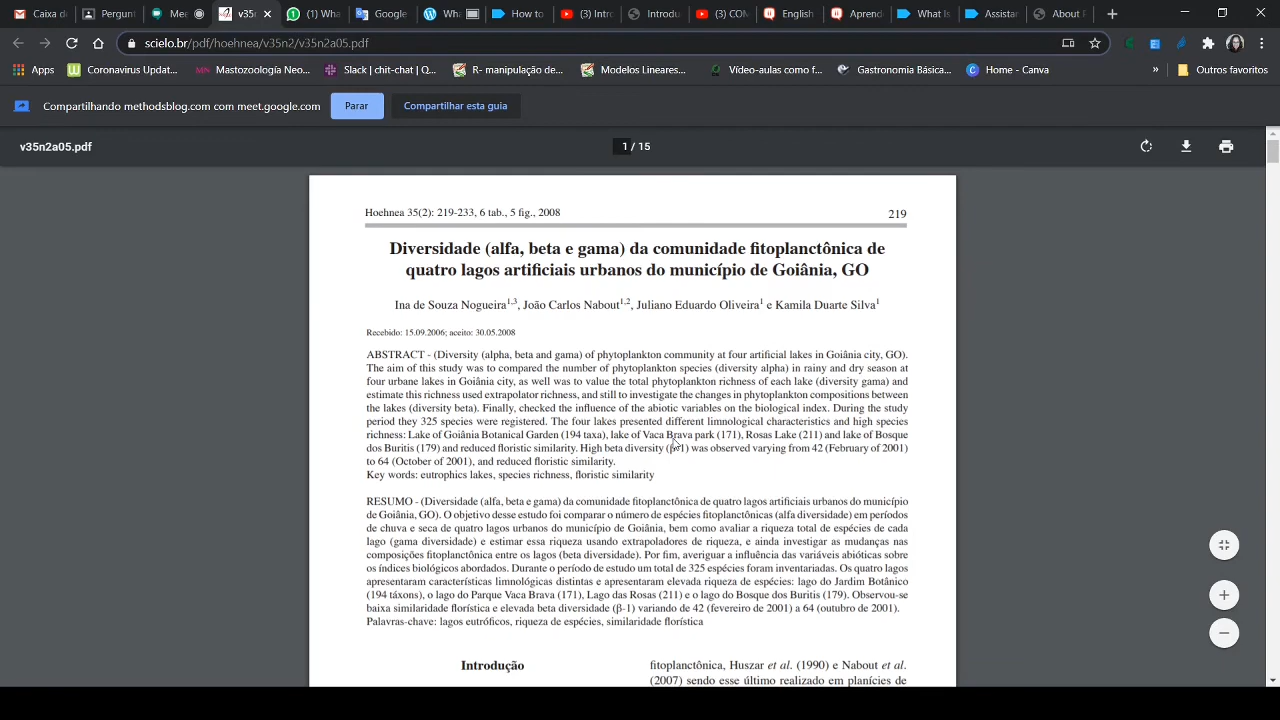 Caixa d
Pergunt
Mee
v35
(1) Wha
Google
Wha
How to
(3) Intro
Introdu
(3) CON
English
Apren
What Is
Assistar
About P
scielo.br/pdf/hoehnea/v35n2/v35n2a05.pdf
Apps
Coronavirus Updat...
Mastozoología Neo...
Slack | chit-chat | Q...
R- manipulação de...
Modelos Lineares...
Vídeo-aulas como f...
Gastronomia Básica...
Home - Canva
»
Outros favoritos
Compartilhando methodsblog.com com meet.google.com
Parar
Compartilhar esta guia
v35n2a05.pdf
1 / 15
Hoehnea 35(2): 219-233, 6 tab., 5 fig., 2008
219
Diversidade (alfa, beta e gama) da comunidade fitoplanctônica de
quatro lagos artificiais urbanos do município de Goiânia, GO
Ina de Souza Nogueira1,3, João Carlos Nabout1,2, Juliano Eduardo Oliveira1 e Kamila Duarte Silva1
Recebido: 15.09.2006; aceito: 30.05.2008
ABSTRACT - (Diversity (alpha, beta and gama) of phytoplankton community at four artificial lakes in Goiânia city, GO).
The aim of this study was to compared the number of phytoplankton species (diversity alpha) in rainy and dry season at
four urbane lakes in Goiânia city, as well was to value the total phytoplankton richness of each lake (diversity gama) and
estimate this richness used extrapolator richness, and still to investigate the changes in phytoplankton compositions between
the lakes (diversity beta). Finally, checked the influence of the abiotic variables on the biological index. During the study
period they 325 species were registered. The four lakes presented different limnological characteristics and high species
richness: Lake of Goiânia Botanical Garden (194 taxa), lake of Vaca Brava park (171), Rosas Lake (211) and lake of Bosque
dos Buritis (179) and reduced floristic similarity. High beta diversity (β-1) was observed varying from 42 (February of 2001)
to 64 (October of 2001), and reduced floristic similarity.
Key words: eutrophics lakes, species richness, floristic similarity
RESUMO - (Diversidade (alfa, beta e gama) da comunidade fitoplanctônica de quatro lagos artificiais urbanos do município
de Goiânia, GO). O objetivo desse estudo foi comparar o número de espécies fitoplanctônicas (alfa diversidade) em períodos
de chuva e seca de quatro lagos urbanos do município de Goiânia, bem como avaliar a riqueza total de espécies de cada
lago (gama diversidade) e estimar essa riqueza usando extrapoladores de riqueza, e ainda investigar as mudanças nas
composições fitoplanctônica entre os lagos (beta diversidade). Por fim, averiguar a influência das variáveis abióticas sobre
os índices biológicos abordados. Durante o período de estudo um total de 325 espécies foram inventariadas. Os quatro lagos
apresentaram características limnológicas distintas e apresentaram elevada riqueza de espécies: lago do Jardim Botânico
(194 táxons), o lago do Parque Vaca Brava (171), Lago das Rosas (211) e o lago do Bosque dos Buritis (179). Observou-se
baixa similaridade florística e elevada beta diversidade (β-1) variando de 42 (fevereiro de 2001) a 64 (outubro de 2001).
Palavras-chave: lagos eutróficos, riqueza de espécies, similaridade florística
Introdução
fitoplanctônica, Huszar et al. (1990) e Nabout et al.
(2007) sendo esse último realizado em planícies de